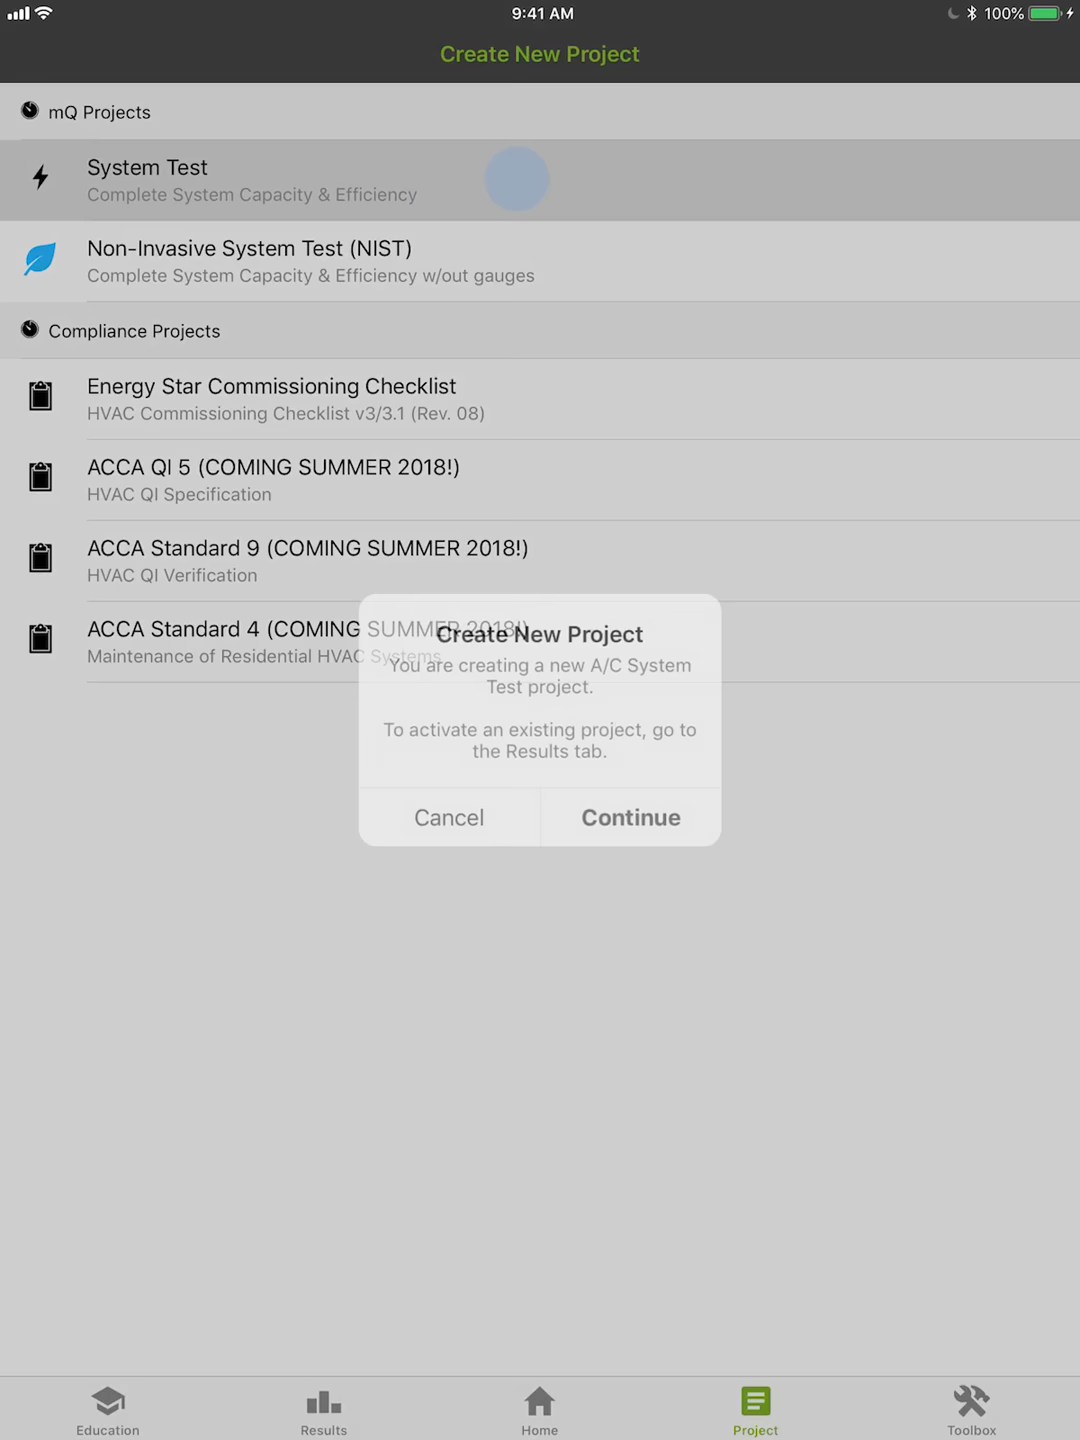 9:41 AM
100%
Create New Project
mQ Projects
System Test
Complete System Capacity & Efficiency
Non-Invasive System Test (NIST)
Complete System Capacity & Efficiency w/out gauges
Compliance Projects
Energy Star Commissioning Checklist
HVAC Commissioning Checklist v3/3.1 (Rev. 08)
ACCA QI 5 (COMING SUMMER 2018!)
HVAC QI Specification
ACCA Standard 9 (COMING SUMMER 2018!)
HVAC QI Verification
ACCA Standard 4 (COMING SUMMER 2018!)
Maintenance of Residential HVAC Systems
Create New Project
You are creating a new A/C System
Test project.
To activate an existing project, go to
the Results tab.
Cancel
Continue
Education
Results
Home
Project
Toolbox